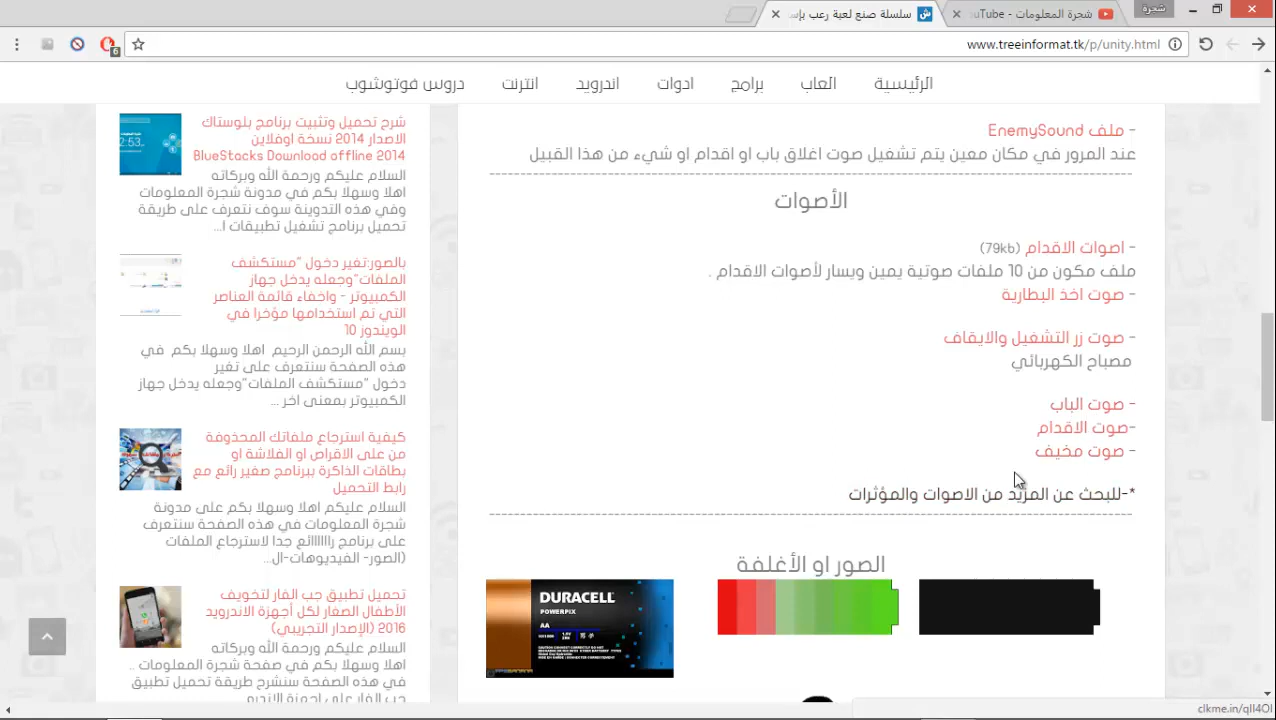 سلسلة صنع لعبة رعب بإس
شجرة المعلومات - YouTube
شجرة
www.treeinformat.tk/p/unity.html
6
الرئيسية
العاب
برامج
ادوات
اندرويد
انترنت
دروس فوتوشوب
- ملف EnemySound
عند المرور في مكان معين يتم تشغيل صوت اغلاق باب او اقدام او شيء من هذا القبيل
الأصوات
- اصوات الاقدام (79kb)
ملف مكون من 10 ملفات صوتية يمين ويسار لأصوات الاقدام .
- صوت اخذ البطارية
- صوت زر التشغيل والايقاف
مصباح الكهربائي
- صوت الباب
-صوت الاقدام
- صوت مخيف
*-للبحث عن المزيد من الاصوات والمؤثرات
الصور او الأغلفة
DURACELL
POWERPIX
AA
شرح تحميل وتثبيت برنامج بلوستاك
الاصدار 2014 نسخة اوفلاين
BlueStacks Download offline 2014
السلام عليكم ورحمة الله وبركاته
اهلا وسهلا بكم في مدونة شجرة المعلومات
وفي هذه التدوينة سوف نتعرف على طريقة
تحميل برنامج تشغيل تطبيقات ا...
بالصور:تغير دخول "مستكشف
الملفات"وجعله يدخل جهاز
الكمبيوتر - واخفاء قائمة العناصر
التي تم استخدامها مؤخرا في
الويندوز 10
بسم الله الرحمن الرحيم اهلا وسهلا بكم في
هذه الصفحة سنتعرف على تغير
دخول "مستكشف الملفات"وجعله يدخل جهاز
الكمبيوتر بمعنى اخر ...
كيفية استرجاع ملفاتك المحذوفة
من على الاقراص او الفلاشة او
بطاقات الذاكرة ببرنامج صغير رائع مع
رابط التحميل
السلام عليكم اهلا وسهلا بكم على مدونة
شجرة المعلومات في هذه الصفحة سنتعرف
على برنامج رااااااائع جدا لاسترجاع الملفات
(الصور- الفيديوهات-ال...
تحميل تطبيق جب الفار لتخويف
الأطفال الصغار لكل أجهزة الاندرويد
2016 (الإصدار التجريبي)
السلام عليكم ورحمة الله وبركاته
اهلا وسهلا بكم في صفحة شجرة المعلومات ..
في هذه الصفحة سنشرح طريقة تحميل تطبيق
جب الفار على اجهزة الاندرو